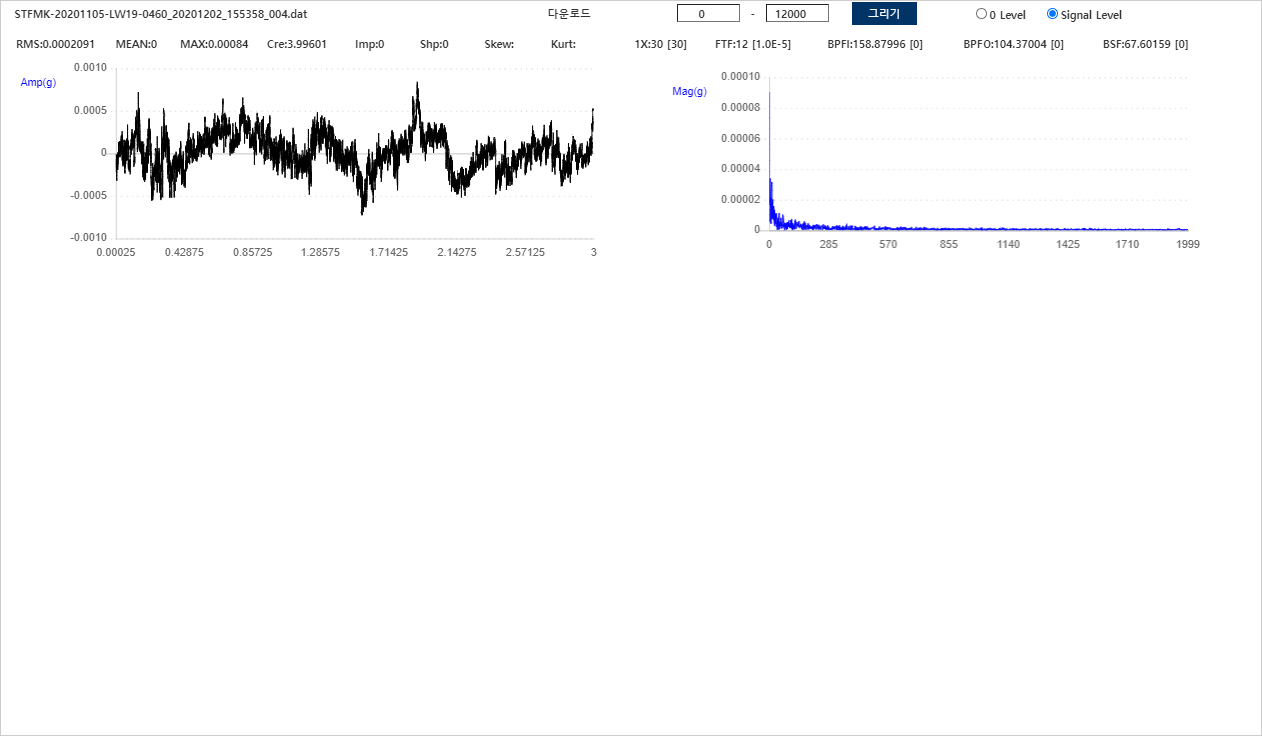 STFMK-20201105-LW19-0460_20201202_155358_004.dat 다운로드 0 - 12000 그리기 0 Level Signal Level
RMS:0.0002091 MEAN:0 MAX:0.00084 Cre:3.99601 Imp:0 Shp:0 Skew: Kurt: 1X:30 [30] FTF:12 [1.0E-5] BPFI:158.87996 [0] BPFO:104.37004 [0] BSF:67.60159 [0]
Amp(g)
0.0010
0.0005
0
-0.0005
-0.0010
0.00025 0.42875 0.85725 1.28575 1.71425 2.14275 2.57125 3
Mag(g)
0.00010
0.00008
0.00006
0.00004
0.00002
0
0 285 570 855 1140 1425 1710 1999